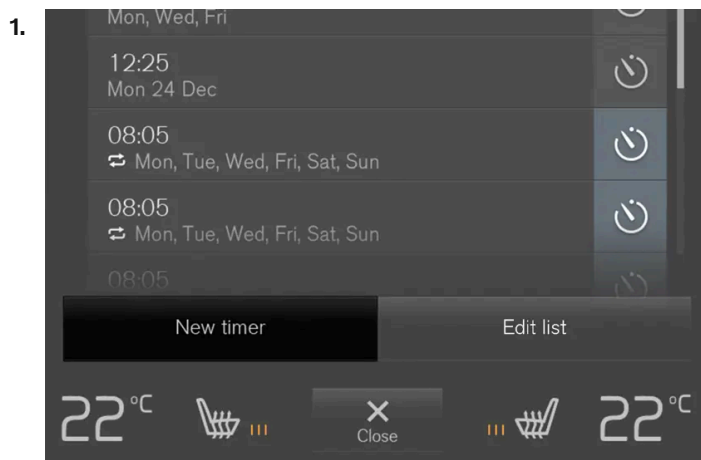 1.
Mon, Wed, Fri
12:25
Mon 24 Dec
08:05
Mon, Tue, Wed, Fri, Sat, Sun
08:05
Mon, Tue, Wed, Fri, Sat, Sun
08:05
New timer Edit list
22°C Close 22°C